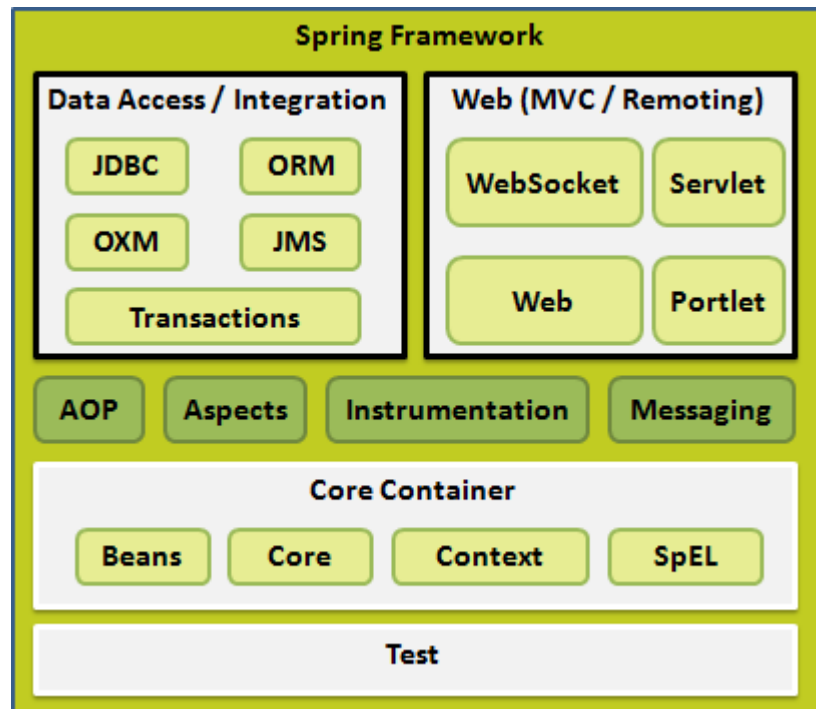 Spring Framework
Data Access / Integration
JDBC
ORM
OXM
JMS
Transactions
Web (MVC / Remoting)
WebSocket
Servlet
Web
Portlet
AOP
Aspects
Instrumentation
Messaging
Core Container
Beans
Core
Context
SpEL
Test